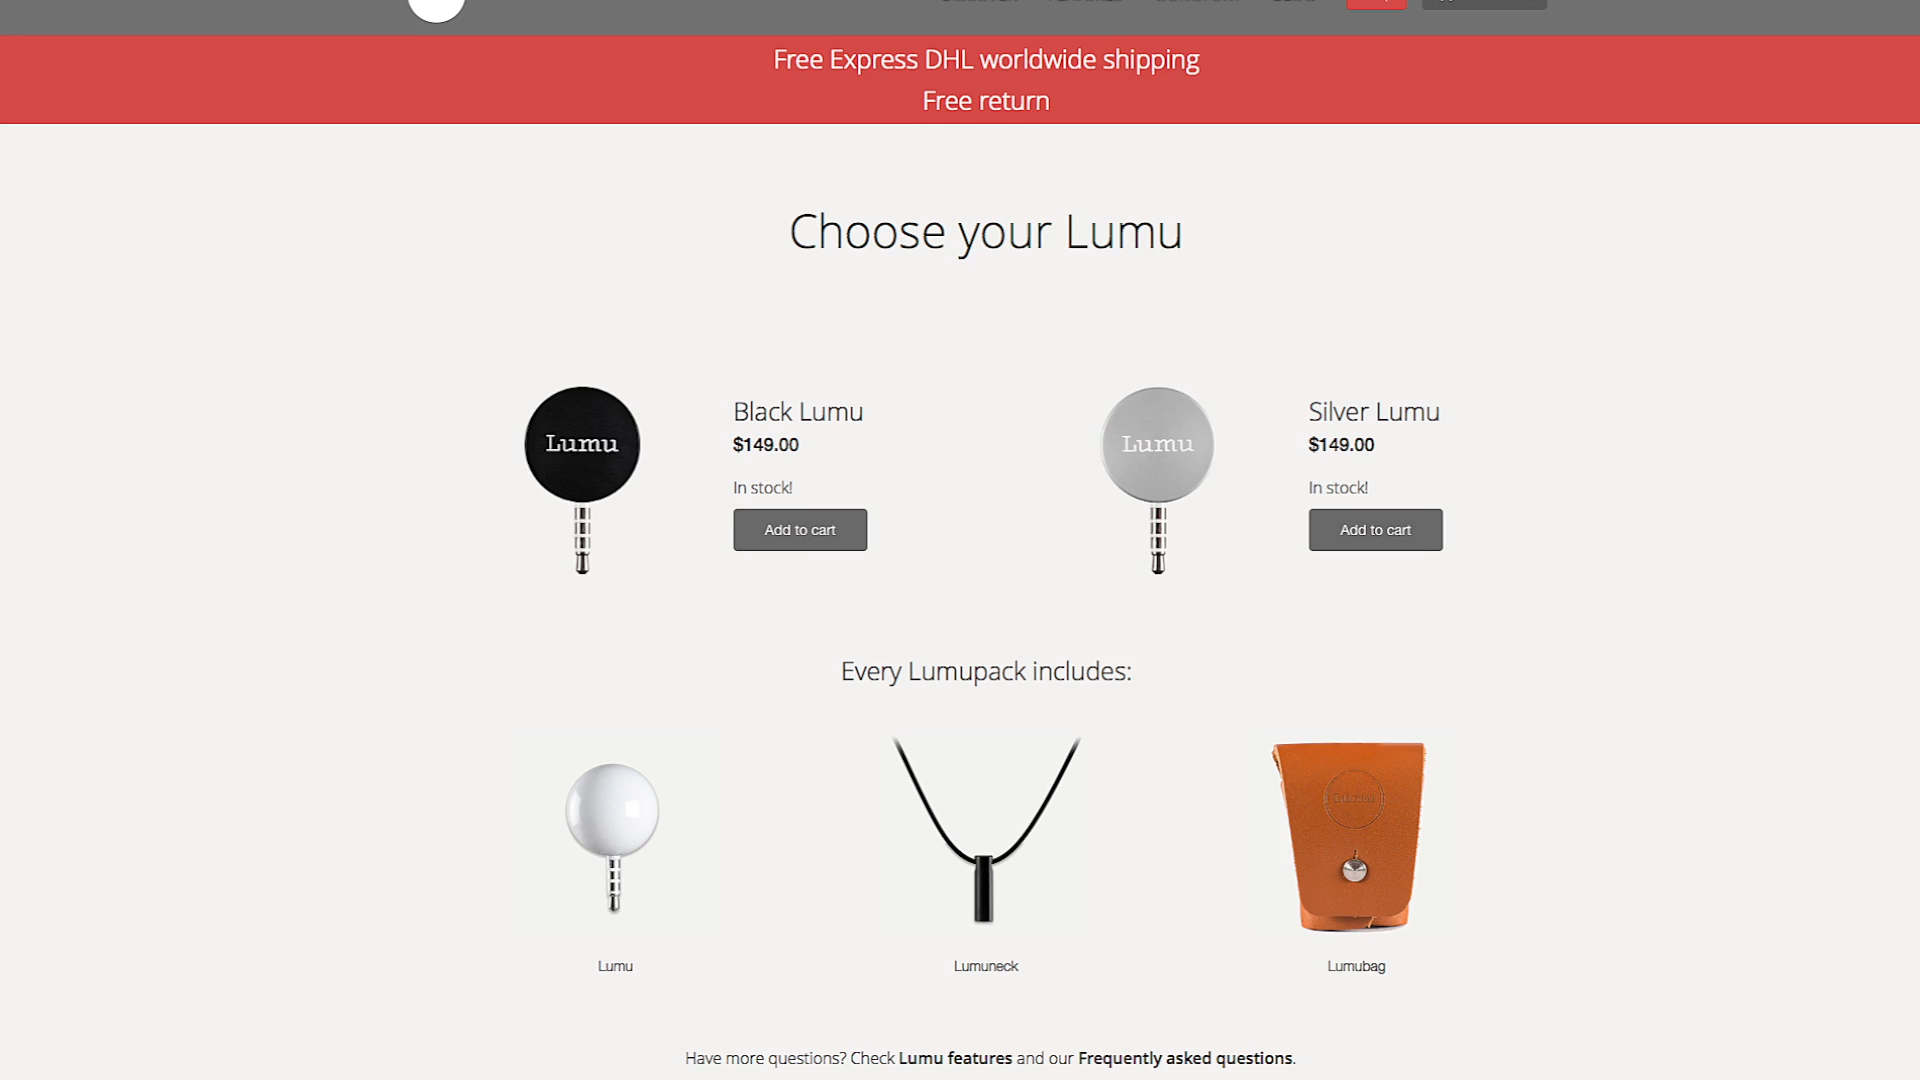 Free Express DHL worldwide shipping
Free return
Choose your Lumu
Lumu
Black Lumu
$149.00
In stock!
Add to cart
Lumu
Silver Lumu
$149.00
In stock!
Add to cart
Every Lumupack includes:
Lumu
Lumu
Lumuneck
Lumubag
Have more questions? Check Lumu features and our Frequently asked questions.